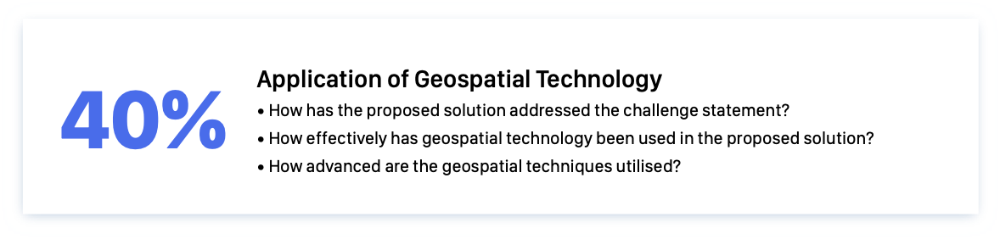 40%
Application of Geospatial Technology
• How has the proposed solution addressed the challenge statement?
• How effectively has geospatial technology been used in the proposed solution?
• How advanced are the geospatial techniques utilised?